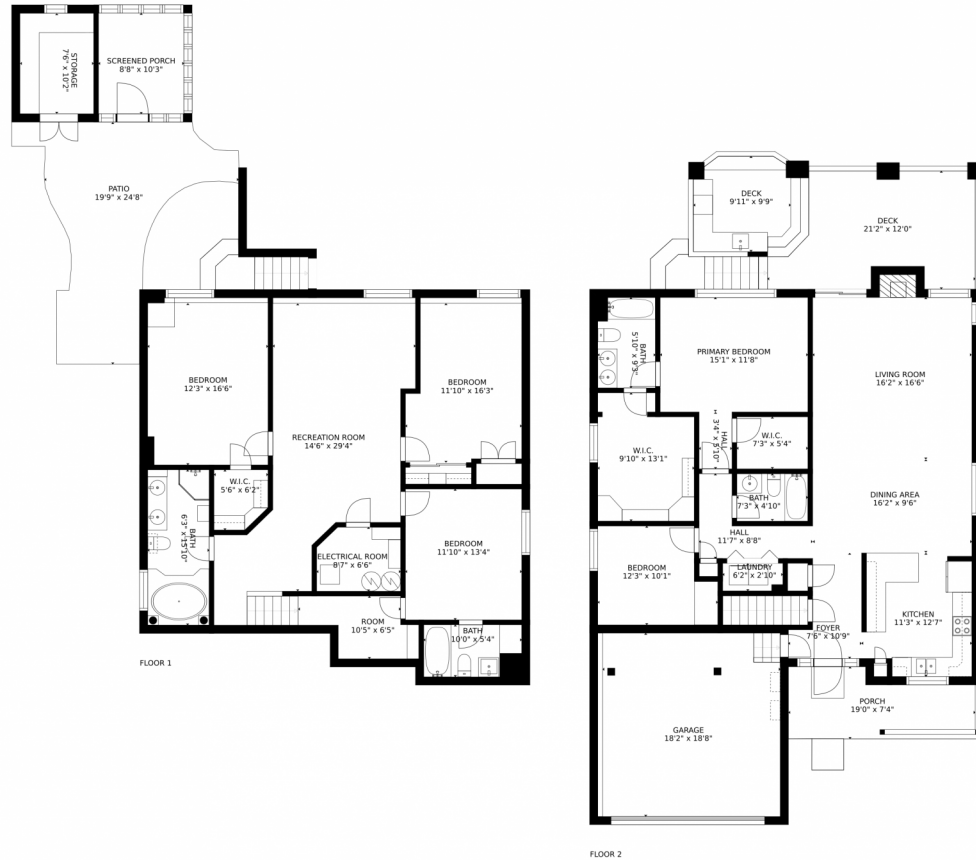 STORAGE
7'6" x 10'2"
SCREENED PORCH
8'8" x 10'3"
PATIO
19'9" x 24'8"
BEDROOM
12'3" x 16'6"
RECREATION ROOM
14'6" x 29'4"
BEDROOM
11'10" x 16'3"
W.I.C.
5'6" x 6'2"
BATH
6'3" x 15'10"
ELECTRICAL ROOM
8'7" x 6'6"
BEDROOM
11'10" x 13'4"
ROOM
10'5" x 6'5"
BATH
10'0" x 5'4"
FLOOR 1
DECK
9'11" x 9'9"
DECK
21'2" x 12'0"
BATH
5'10" x 9'3"
PRIMARY BEDROOM
15'1" x 11'8"
LIVING ROOM
16'2" x 16'6"
HALL
3'4" x 5'10"
W.I.C.
7'3" x 5'4"
W.I.C.
9'10" x 13'1"
BATH
7'3" x 4'10"
DINING AREA
16'2" x 9'6"
HALL
11'7" x 8'8"
BEDROOM
12'3" x 10'1"
LAUNDRY
6'2" x 2'10"
KITCHEN
11'3" x 12'7"
FOYER
7'6" x 10'9"
PORCH
19'0" x 7'4"
GARAGE
18'2" x 18'8"
FLOOR 2